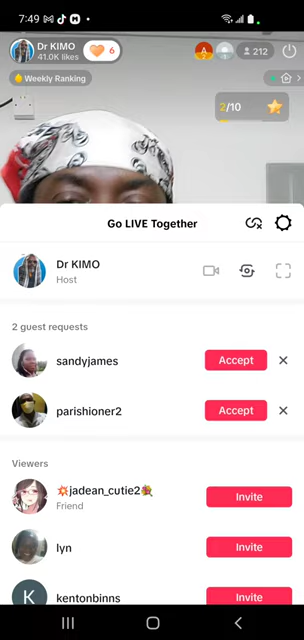 7:49
Dr KIMO
41.0K likes
6
212
Weekly Ranking
2/10
Go LIVE Together
Dr KIMO
Host
2 guest requests
sandyjames
Accept
parishioner2
Accept
Viewers
💥jadean_cutie2💐
Friend
Invite
lyn
Invite
K
kentonbinns
Invite